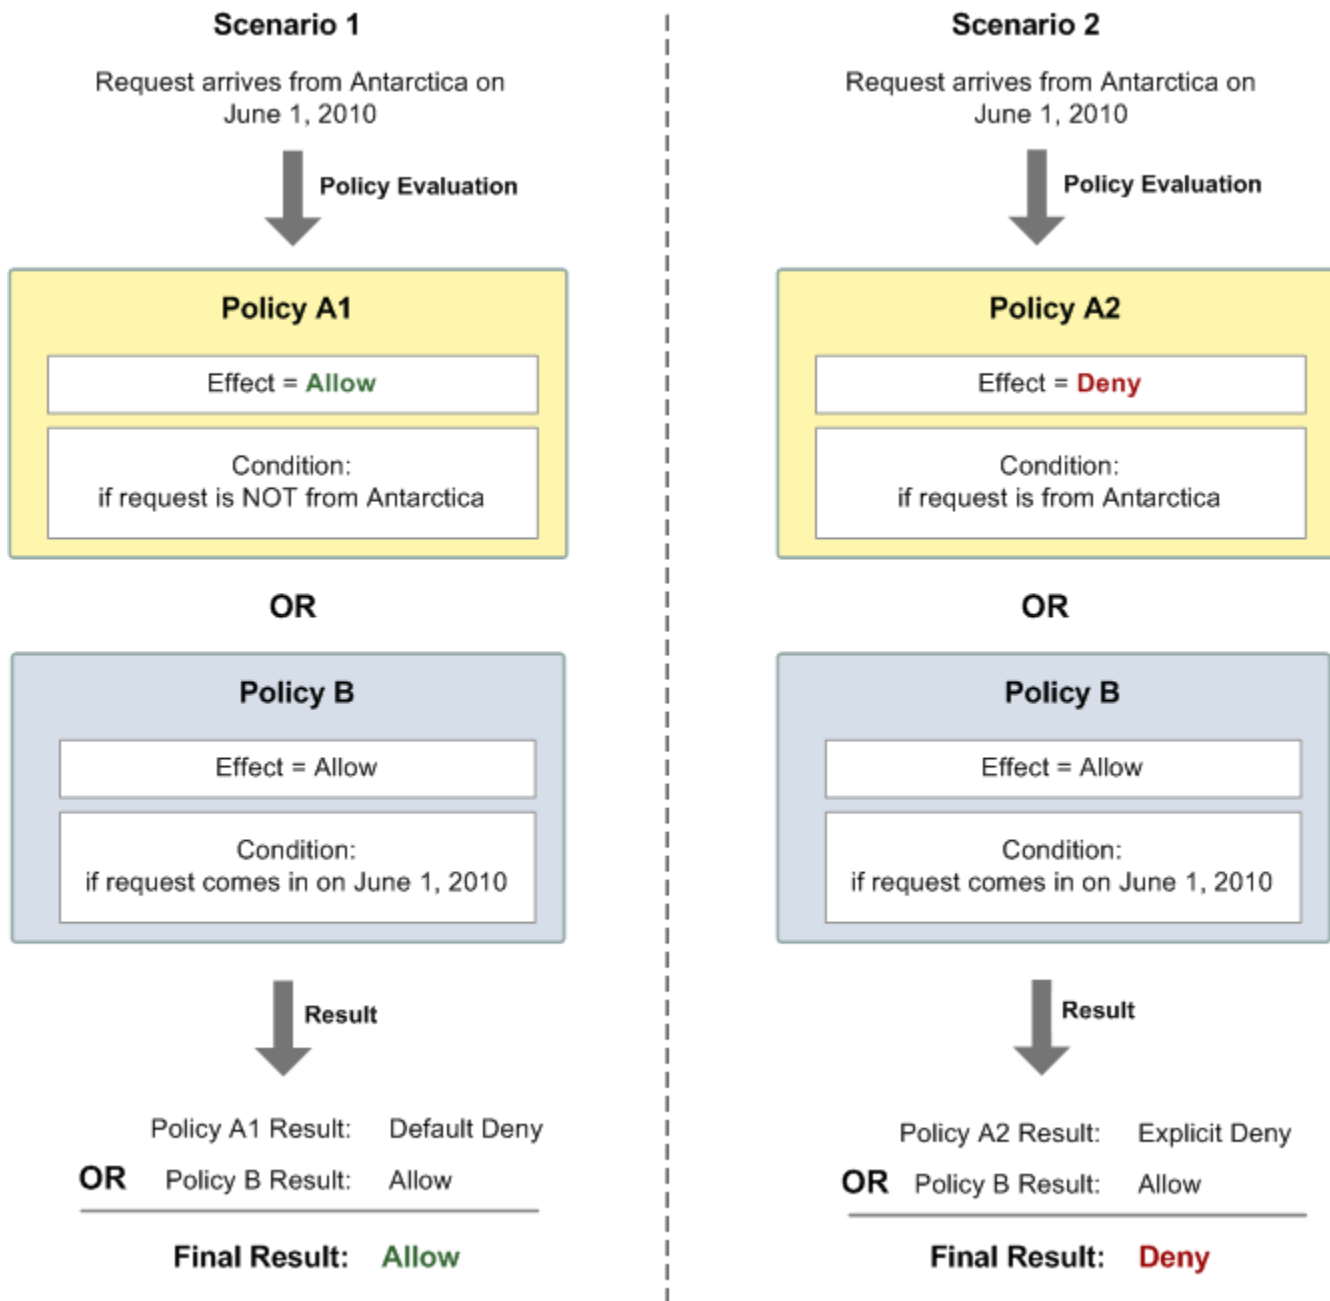 Scenario 1
Request arrives from Antarctica on
June 1, 2010
Policy Evaluation
Policy A1
Effect = Allow
Condition:
if request is NOT from Antarctica
OR
Policy B
Effect = Allow
Condition:
if request comes in on June 1, 2010
Result
Policy A1 Result: Default Deny
OR Policy B Result: Allow
Final Result: Allow
Scenario 2
Request arrives from Antarctica on
June 1, 2010
Policy Evaluation
Policy A2
Effect = Deny
Condition:
if request is from Antarctica
OR
Policy B
Effect = Allow
Condition:
if request comes in on June 1, 2010
Result
Policy A2 Result: Explicit Deny
OR Policy B Result: Allow
Final Result: Deny